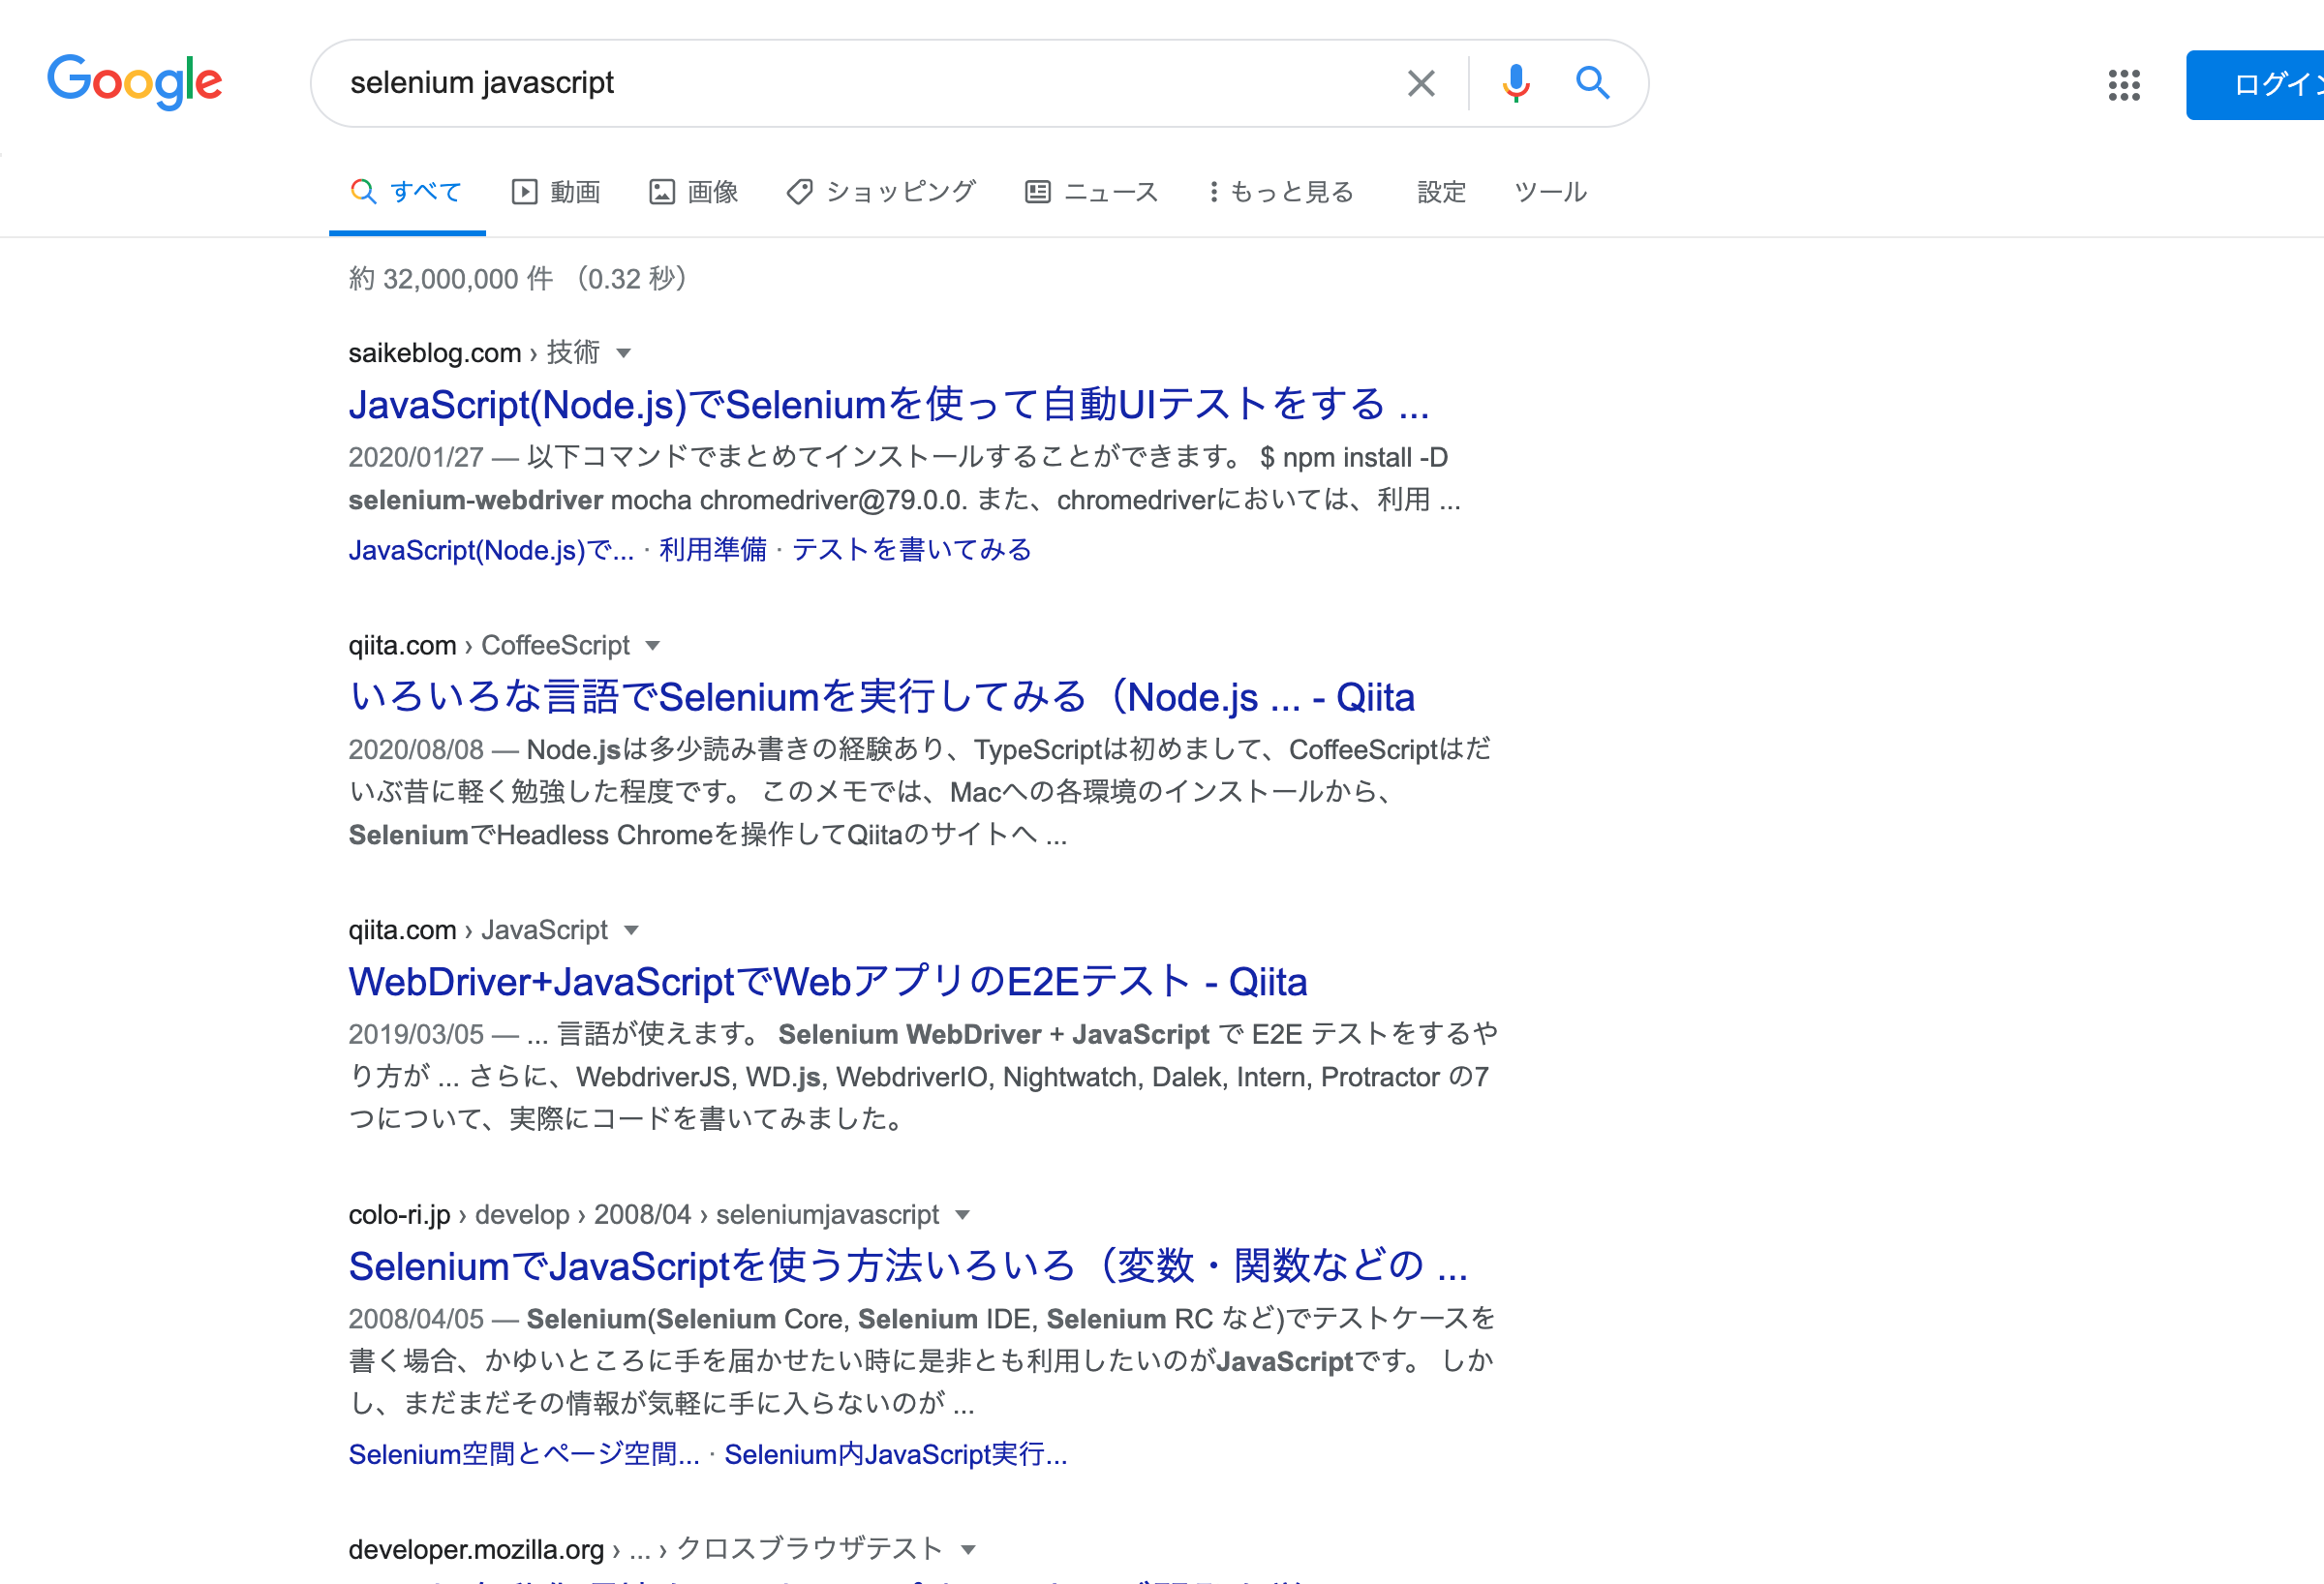 Google
selenium javascript
ログイン
すべて 動画 画像 ショッピング ニュース もっと見る 設定 ツール
約 32,000,000 件 （0.32 秒）
saikeblog.com › 技術
JavaScript(Node.js)でSeleniumを使って自動UIテストをする ...
2020/01/27 — 以下コマンドでまとめてインストールすることができます。 $ npm install -D
selenium-webdriver mocha chromedriver@79.0.0. また、chromedriverにおいては、利用 ...
JavaScript(Node.js)で... · 利用準備 · テストを書いてみる
qiita.com › CoffeeScript
いろいろな言語でSeleniumを実行してみる（Node.js ... - Qiita
2020/08/08 — Node.jsは多少読み書きの経験あり、TypeScriptは初めまして、CoffeeScriptはだ
いぶ昔に軽く勉強した程度です。 このメモでは、Macへの各環境のインストールから、
SeleniumでHeadless Chromeを操作してQiitaのサイトへ ...
qiita.com › JavaScript
WebDriver+JavaScriptでWebアプリのE2Eテスト - Qiita
2019/03/05 — ... 言語が使えます。 Selenium WebDriver + JavaScript で E2E テストをするや
り方が ... さらに、WebdriverJS, WD.js, WebdriverIO, Nightwatch, Dalek, Intern, Protractor の7
つについて、実際にコードを書いてみました。
colo-ri.jp › develop › 2008/04 › seleniumjavascript
SeleniumでJavaScriptを使う方法いろいろ（変数・関数などの ...
2008/04/05 — Selenium(Selenium Core, Selenium IDE, Selenium RC など)でテストケースを
書く場合、かゆいところに手を届かせたい時に是非とも利用したいのがJavaScriptです。 しか
し、まだまだその情報が気軽に手に入らないのが ...
Selenium空間とページ空間... · Selenium内JavaScript実行...
developer.mozilla.org › ... › クロスブラウザテスト